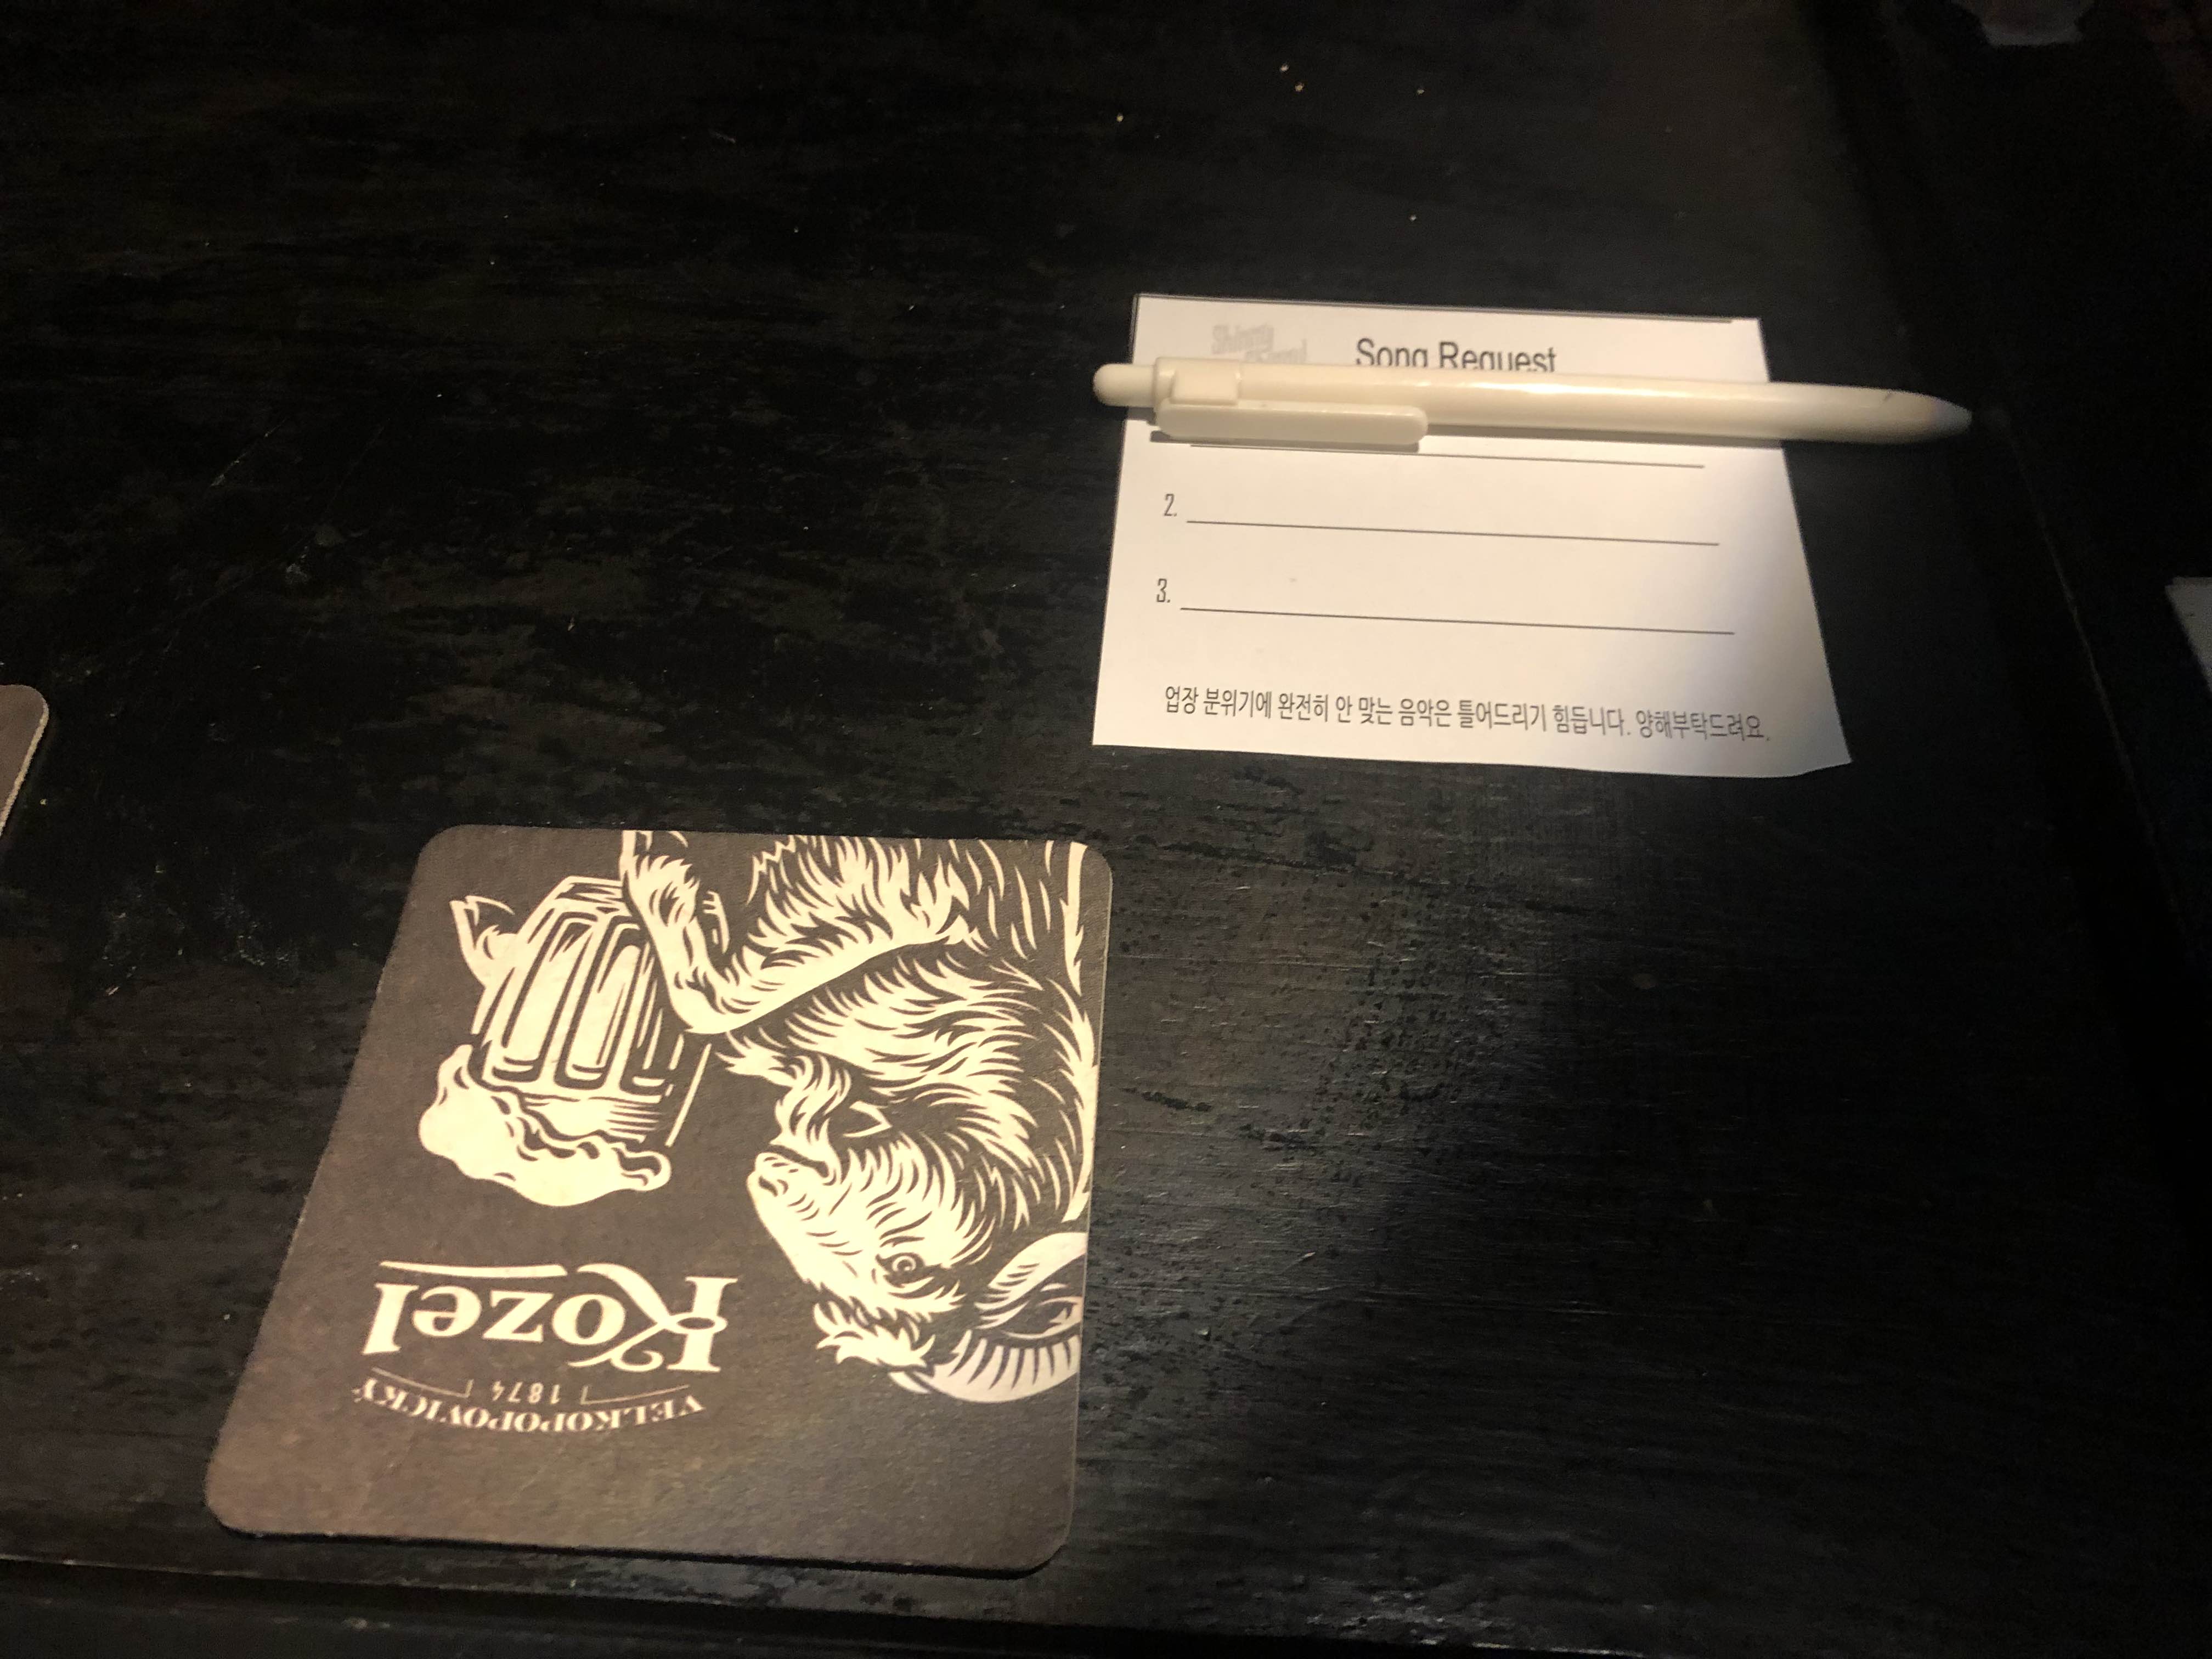 Song Request
2.
3.
업장 분위기에 완전히 안 맞는 음악은 틀어드리기 힘듭니다. 양해부탁드려요.
VELKOPOPOVICKÝ
1874
Kozel